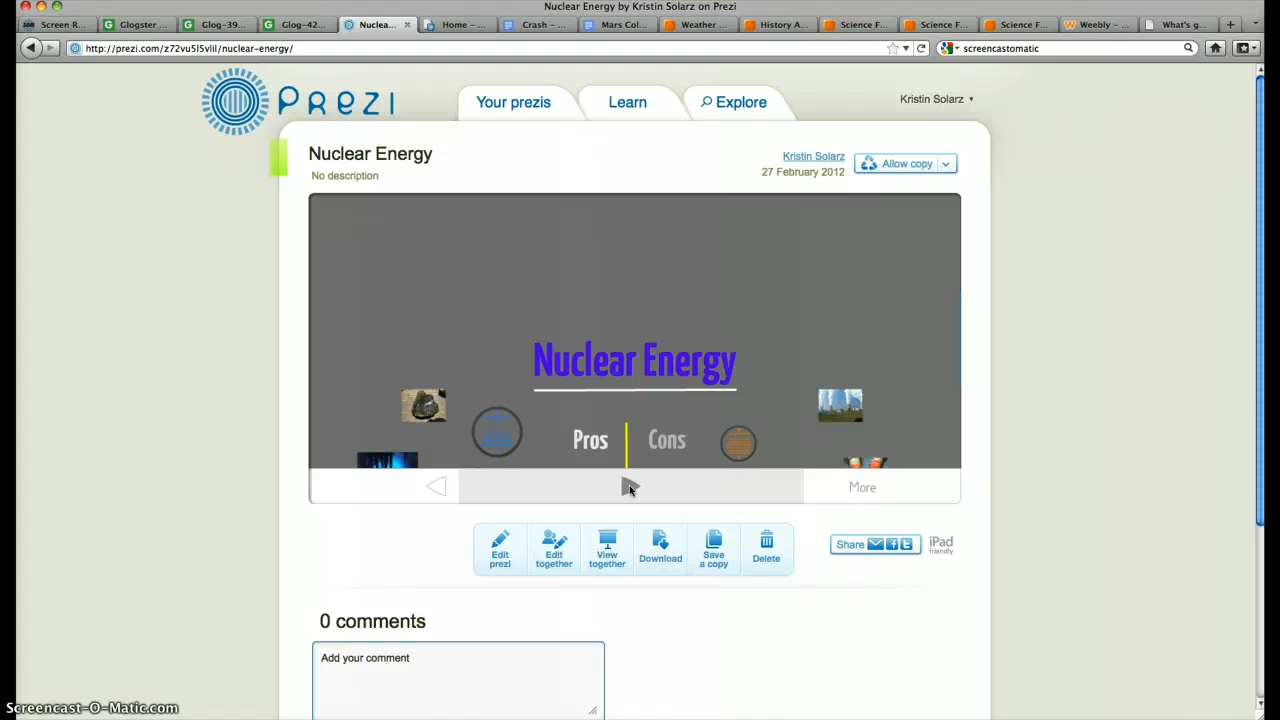 Nuclear Energy by Kristin Solarz on Prezi
Screen R... Glogster ... Glog-39... Glog-42... Nuclea... Home - ... Crash - ... Mars Col... Weather ... History A... Science F... Science F... Science F... Weebly - ... What's g...
http://prezi.com/z72vu5l5vlil/nuclear-energy/
screencastomatic
PREZI
Your prezis
Learn
Explore
Kristin Solarz
Nuclear Energy
No description
Kristin Solarz
27 February 2012
Allow copy
Nuclear Energy
Pros
Cons
More
Edit
prezi
Edit
together
View
together
Download
Save
a copy
Delete
Share
iPad
friendly
0 comments
Add your comment
Screencast-O-Matic.com